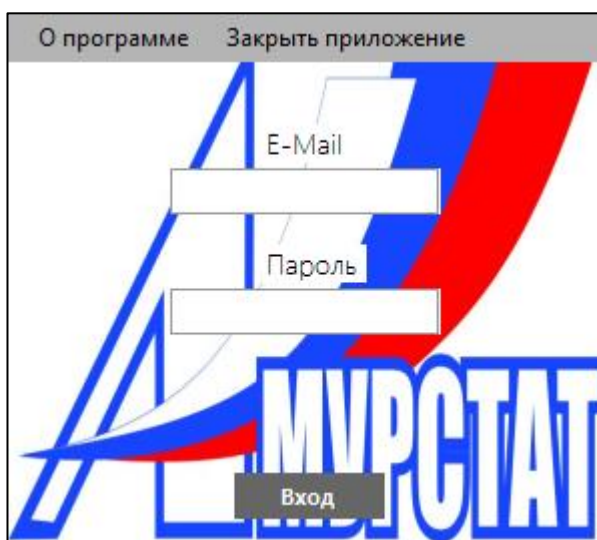 О программе Закрыть приложение
E-Mail
Пароль
АМУРСТАТ
Вход